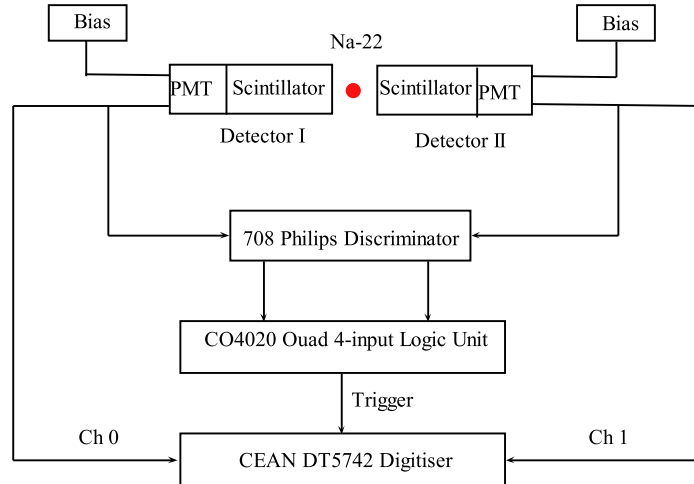 Bias
Bias
Na-22
PMT
Scintillator
Scintillator
PMT
Detector I
Detector II
708 Philips Discriminator
CO4020 Ouad 4-input Logic Unit
Trigger
Ch 0
Ch 1
CEAN DT5742 Digitiser